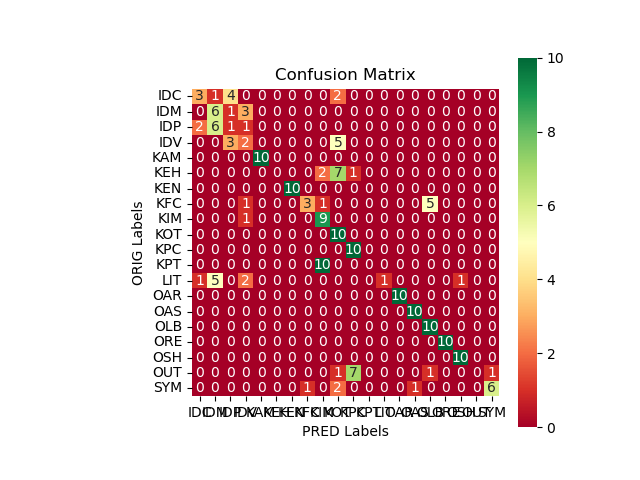 Confusion Matrix
10
IDC 3 1 4 0 0 0 0 0 0 2 0 0 0 0 0 0 0 0 0 0
IDM 0 6 1 3 0 0 0 0 0 0 0 0 0 0 0 0 0 0 0 0
IDP 2 6 1 1 0 0 0 0 0 0 0 0 0 0 0 0 0 0 0 0
8
IDV 0 0 3 2 0 0 0 0 0 5 0 0 0 0 0 0 0 0 0 0
KAM 0 0 0 0 10 0 0 0 0 0 0 0 0 0 0 0 0 0 0 0
KEH 0 0 0 0 0 0 0 0 2 7 1 0 0 0 0 0 0 0 0 0
KEN 0 0 0 0 0 0 10 0 0 0 0 0 0 0 0 0 0 0 0 0
6
KFC 0 0 0 1 0 0 0 3 1 0 0 0 0 0 0 5 0 0 0 0
KIM 0 0 0 1 0 0 0 0 9 0 0 0 0 0 0 0 0 0 0 0
KOT 0 0 0 0 0 0 0 0 0 10 0 0 0 0 0 0 0 0 0 0
ORIG Labels
KPC 0 0 0 0 0 0 0 0 0 0 10 0 0 0 0 0 0 0 0 0
KPT 0 0 0 0 0 0 0 0 10 0 0 0 0 0 0 0 0 0 0 0
4
LIT 1 5 0 2 0 0 0 0 0 0 0 0 1 0 0 0 0 1 0 0
OAR 0 0 0 0 0 0 0 0 0 0 0 0 0 10 0 0 0 0 0 0
OAS 0 0 0 0 0 0 0 0 0 0 0 0 0 0 10 0 0 0 0 0
OLB 0 0 0 0 0 0 0 0 0 0 0 0 0 0 0 10 0 0 0 0
ORE 0 0 0 0 0 0 0 0 0 0 0 0 0 0 0 0 10 0 0 0
2
OSH 0 0 0 0 0 0 0 0 0 0 0 0 0 0 0 0 0 10 0 0
OUT 0 0 0 0 0 0 0 0 0 1 7 0 0 0 0 1 0 0 0 1
SYM 0 0 0 0 0 0 0 1 0 2 0 0 0 0 1 0 0 0 0 6
IDC IDM IDP IDV KAM KEH KEN KFC KIM KOT KPC KPT LIT OAR OAS OLB ORE OSH OUT SYM
0
PRED Labels